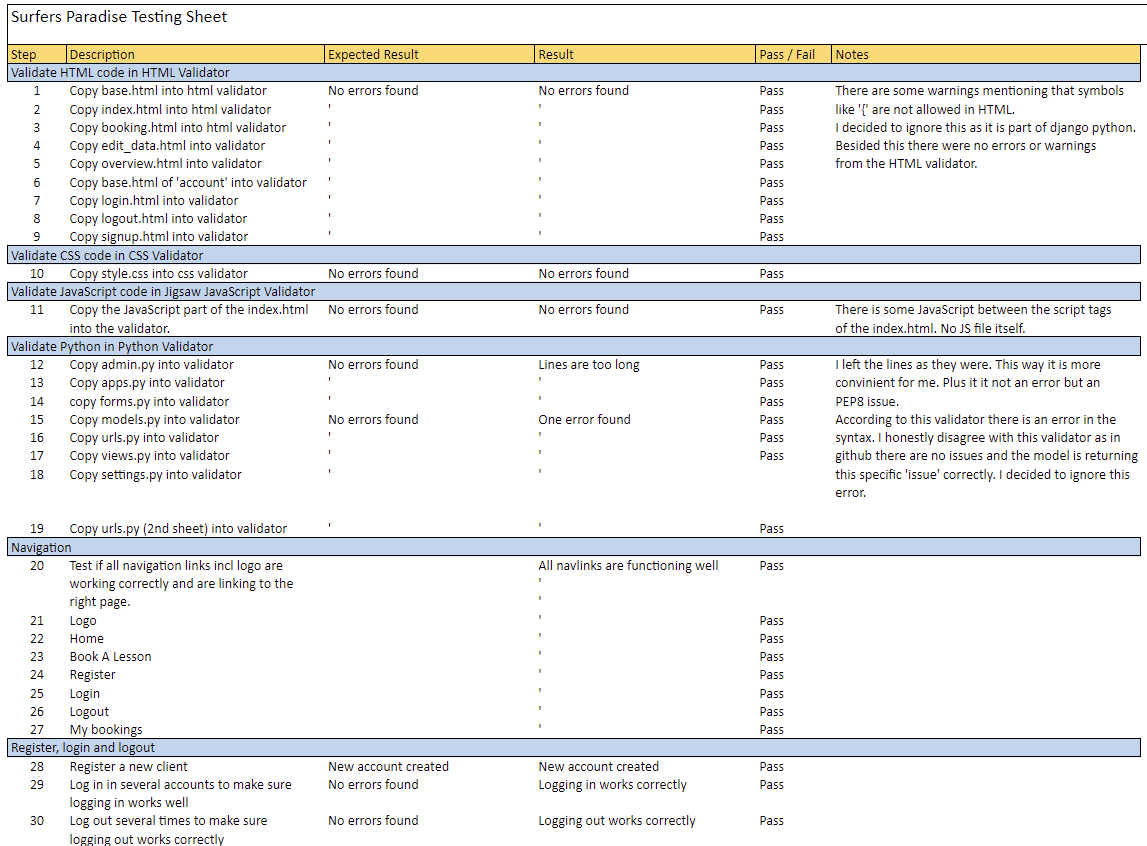 Surfers Paradise Testing Sheet
Step Description Expected Result Result Pass / Fail Notes
Validate HTML code in HTML Validator
1 Copy base.html into html validator No errors found No errors found Pass There are some warnings mentioning that symbols
2 Copy index.html into html validator ' ' Pass like '{' are not allowed in HTML.
3 Copy booking.html into html validator ' ' Pass I decided to ignore this as it is part of django python.
4 Copy edit_data.html into validator ' ' Pass Besided this there were no errors or warnings
5 Copy overview.html into validator ' ' Pass from the HTML validator.
6 Copy base.html of 'account' into validator ' ' Pass
7 Copy login.html into validator ' ' Pass
8 Copy logout.html into validator ' ' Pass
9 Copy signup.html into validator ' ' Pass
Validate CSS code in CSS Validator
10 Copy style.css into css validator No errors found No errors found Pass
Validate JavaScript code in Jigsaw JavaScript Validator
11 Copy the JavaScript part of the index.html No errors found No errors found Pass There is some JavaScript between the script tags
into the validator. of the index.html. No JS file itself.
Validate Python in Python Validator
12 Copy admin.py into validator No errors found Lines are too long Pass I left the lines as they were. This way it is more
13 Copy apps.py into validator ' ' Pass convinient for me. Plus it it not an error but an
14 copy forms.py into validator ' ' Pass PEP8 issue.
15 Copy models.py into validator No errors found One error found Pass According to this validator there is an error in the
16 Copy urls.py into validator ' ' Pass syntax. I honestly disagree with this validator as in
17 Copy views.py into validator ' ' Pass github there are no issues and the model is returning
18 Copy settings.py into validator ' ' this specific 'issue' correctly. I decided to ignore this
error.
19 Copy urls.py (2nd sheet) into validator ' ' Pass
Navigation
20 Test if all navigation links incl logo are All navlinks are functioning well Pass
working correctly and are linking to the '
right page. '
21 Logo ' Pass
22 Home ' Pass
23 Book A Lesson ' Pass
24 Register ' Pass
25 Login ' Pass
26 Logout ' Pass
27 My bookings ' Pass
Register, login and logout
28 Register a new client New account created New account created Pass
29 Log in in several accounts to make sure No errors found Logging in works correctly Pass
logging in works well
30 Log out several times to make sure No errors found Logging out works correctly Pass
logging out works correctly